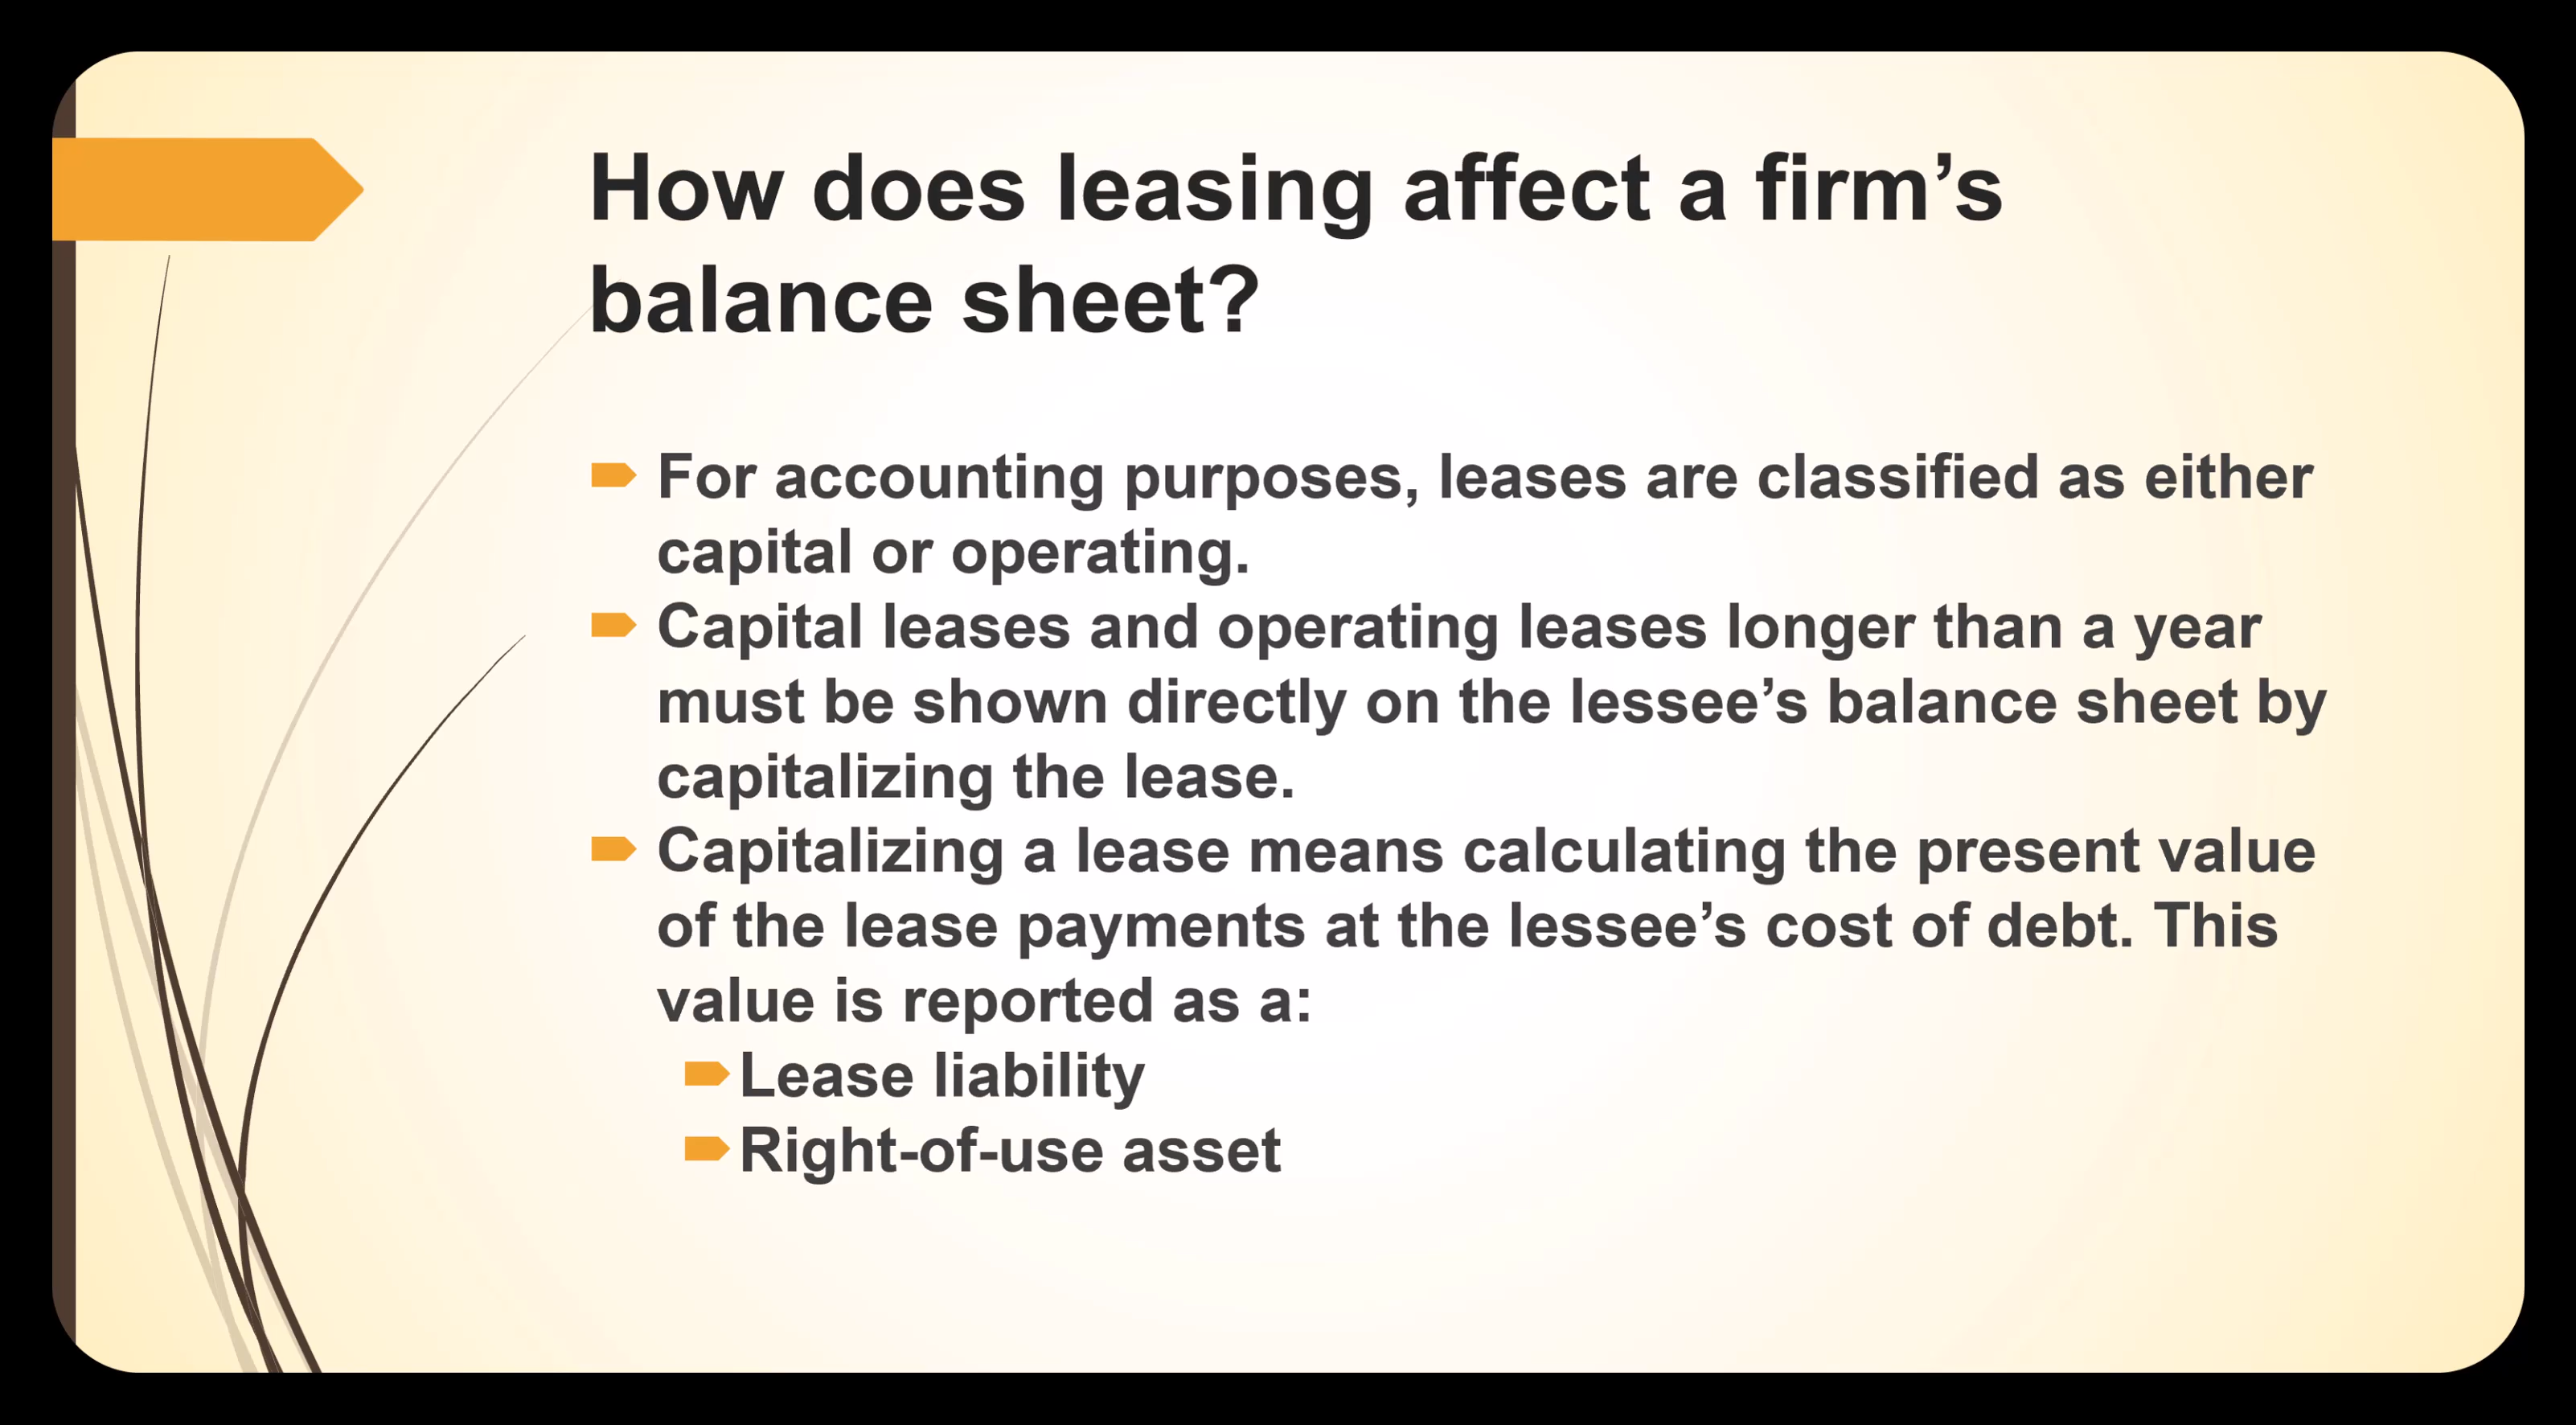 How does leasing affect a firm’s
balance sheet?
For accounting purposes, leases are classified as either
capital or operating.
Capital leases and operating leases longer than a year
must be shown directly on the lessee’s balance sheet by
capitalizing the lease.
Capitalizing a lease means calculating the present value
of the lease payments at the lessee’s cost of debt. This
value is reported as a:
Lease liability
Right-of-use asset